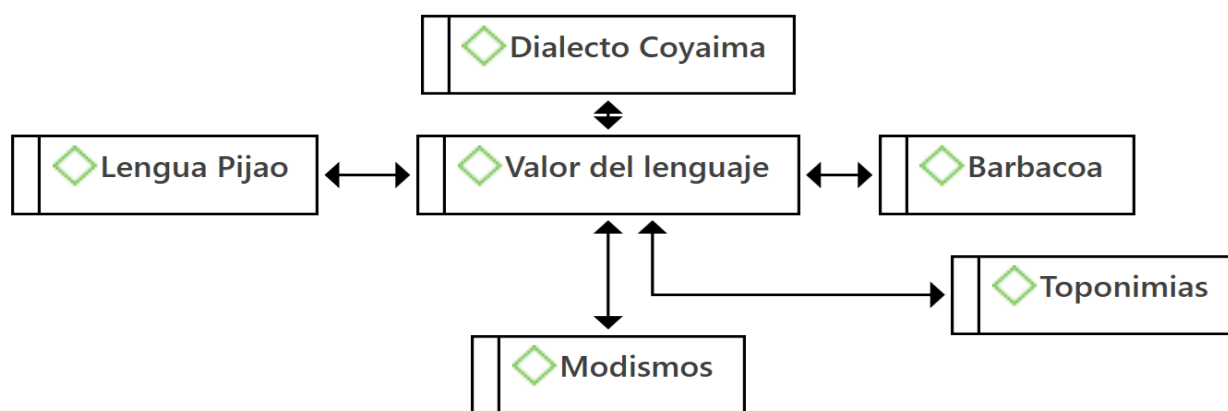 Dialecto Coyaima
Lengua Pijao
Valor del lenguaje
Barbacoa
Toponimias
Modismos